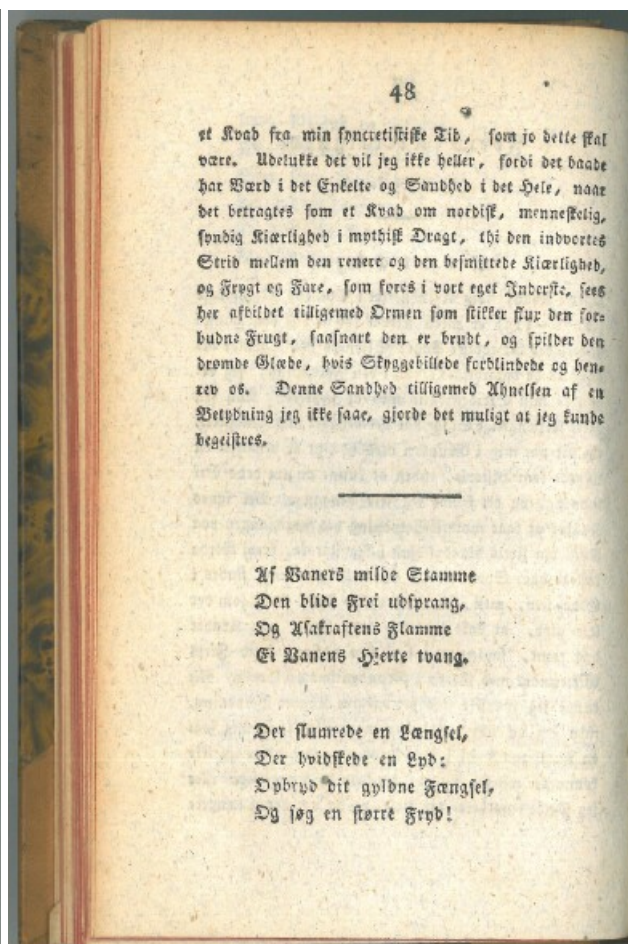 48
et Kvad fra min syncretistiske Tid, som jo dette skal
være. Udelukke det vil jeg ikke heller, fordi det baade
har Værd i det Enkelte og Sandhed i det Hele, naar
det betragtes som et Kvad om nordisk, menneskelig,
syndig Kiærlighed i mythisk Dragt, thi den indvortes
Strid mellem den renere og den besmittede Kiærlighed,
og Frygt og Fare, som føres i vort eget Inderste, sees
her afbildet tilligemed Ormen som stikker flux den for-
budne Frugt, saasnart den er brudt, og spilder den
drømde Glæde, hvis Skyggebillede forblindede og hen-
rev os. Denne Sandhed tilligemed Ahnelsen af en
Betydning jeg ikke saae, gjorde det muligt at jeg kunde
begeistres.
Af Vaners milde Stamme
Den blide Frei udsprang,
Og Asakraftens Flamme
Ei Vanens Hjerte tvang.
Der slumrede en Længsel,
Der hvidskede en Lyd:
Opbryd dit gyldne Fængsel,
Og søg en større Fryd!